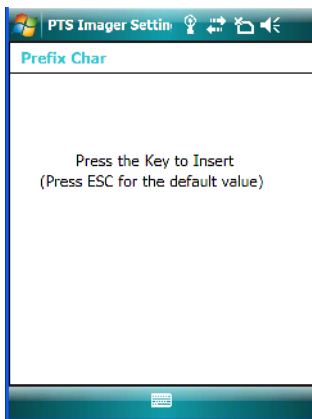 PTS Imager Settin
Prefix Char
Press the Key to Insert
(Press ESC for the default value)